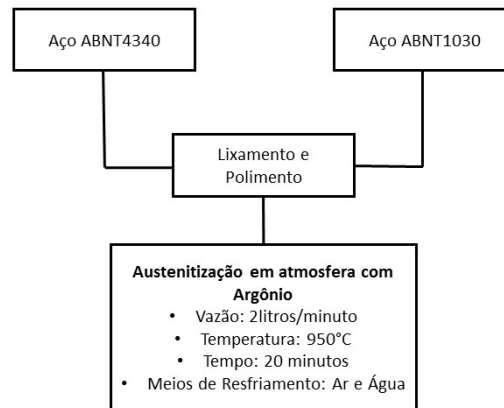 Aço ABNT4340
Aço ABNT1030
Lixamento e
Polimento
Austenitização em atmosfera com
Argônio
• Vazão: 2litros/minuto
• Temperatura: 950°C
• Tempo: 20 minutos
• Meios de Resfriamento: Ar e Água